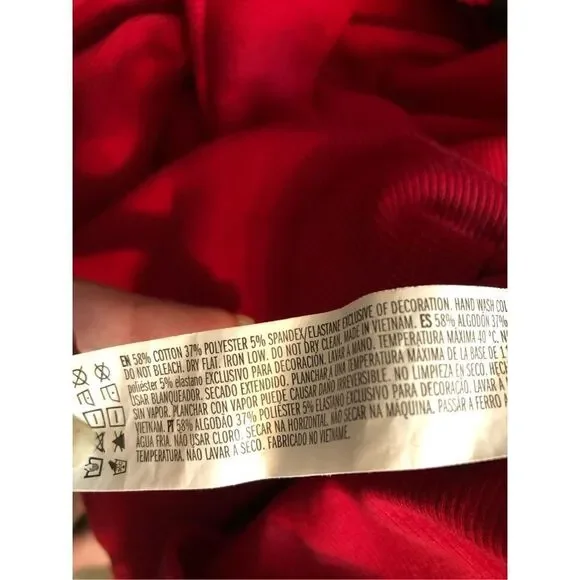 EN 58% COTTON 37% POLYESTER 5% SPANDEX/ELASTANE EXCLUSIVE OF DECORATION. HAND WASH COL
DO NOT BLEACH. DRY FLAT. IRON LOW. DO NOT DRY CLEAN. MADE IN VIETNAM. ES 58% ALGODÓN 37%
poliéster 5% elastano EXCLUSIVO PARA DECORACIÓN. LAVAR A MANO. TEMPERATURA MÁXIMA 40 °C. N
USAR BLANQUEADOR. SECADO EXTENDIDO. PLANCHAR A UNA TEMPERATURA MÁXIMA DE LA BASE DE 1
SIN VAPOR. PLANCHAR CON VAPOR PUEDE CAUSAR DAÑO IRREVERSIBLE. NO LIMPIEZA EN SECO. HECH
VIETNAM. PT 58% ALGODÃO 37% POLIÉSTER 5% ELASTANO EXCLUSIVO PARA DECORAÇÃO. LAVAR À M
ÁGUA FRIA. NÃO USAR CLORO. SECAR NA HORIZONTAL. NÃO SECAR NA MÁQUINA. PASSAR A FERRO A
TEMPERATURA. NÃO LAVAR A SECO. FABRICADO NO VIETNAME.